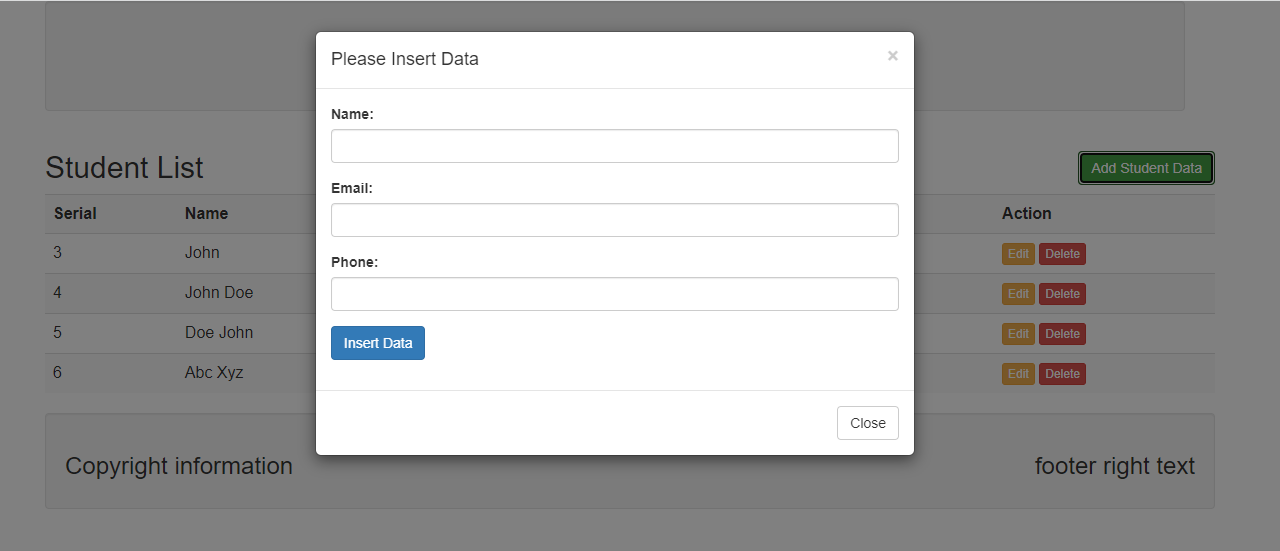 Please Insert Data ×
Name:
Email:
Phone:
Insert Data
Close
Student List Add Student Data
Serial Name Action
3 John Edit Delete
4 John Doe Edit Delete
5 Doe John Edit Delete
6 Abc Xyz Edit Delete
Copyright information footer right text